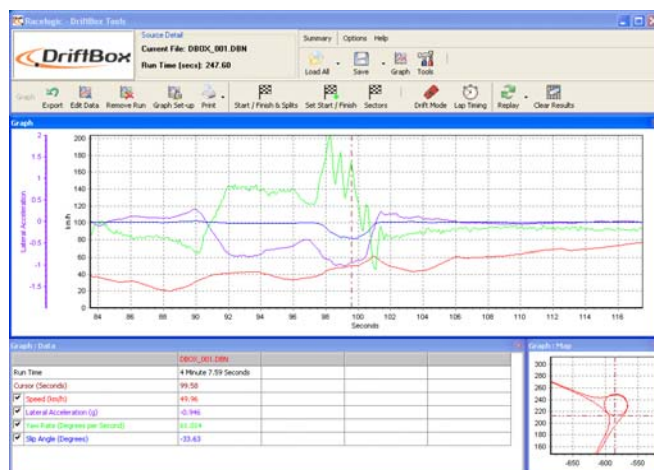 Racelogic - DriftBox Tools
DriftBox
Source Detail
Current File: DBOX_001.DBN
Run Time (secs): 247.60
Summary Options Help
Load All Save Graph Tools
Graph Export Edit Data Remove Run Graph Set-up Print Start / Finish & Splits Set Start / Finish Sectors Drift Mode Lap Timing Replay Clear Results
Graph
Lateral Acceleration
2
1.5
1
0.5
0
-0.5
-1
-1.5
km/h
200
180
160
140
120
100
80
60
40
20
0
84 86 88 90 92 94 96 98 100 102 104 106 108 110 112 114 116
Seconds
Graph : Data
DBOX_001.DBN
Run Time 4 Minute 7.59 Seconds
Cursor (Seconds) 99.58
Speed (km/h) 49.96
Lateral Acceleration (g) -0.946
Yaw Rate (Degrees per Second)
Slip Angle (Degrees) -33.63
Graph : Map
300
280
260
240
220
200
180
160
-650 -600 -550